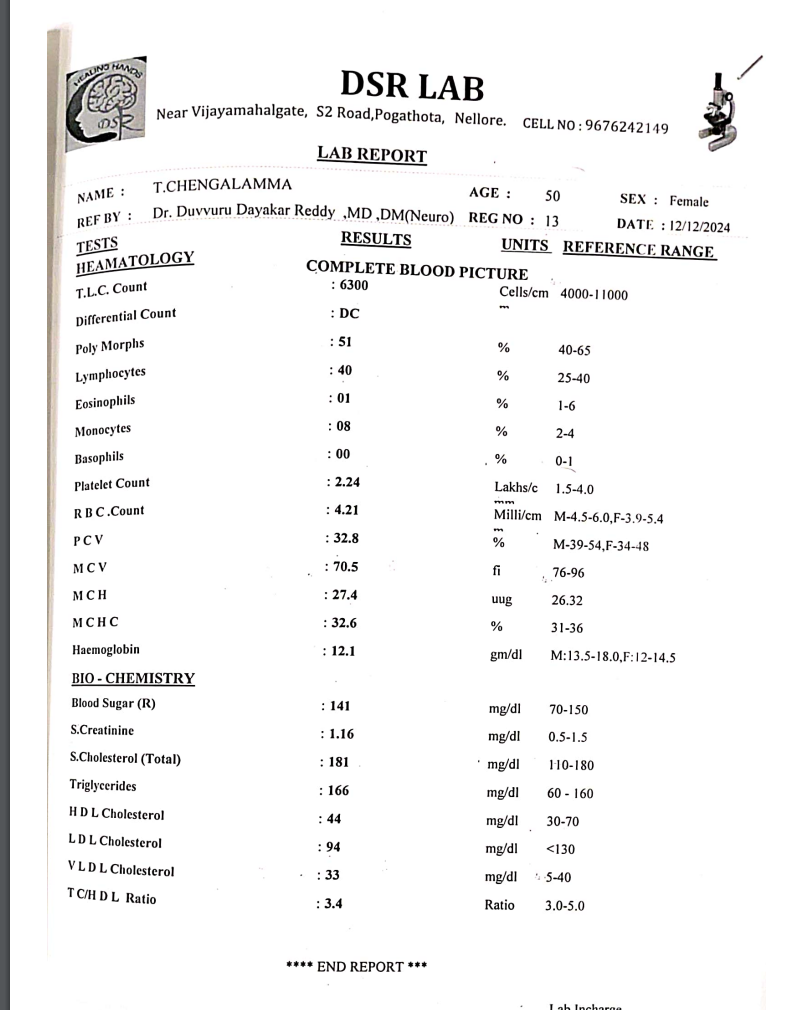 HEALING HANDS
DSR
DSR LAB
Near Vijayamahalgate, S2 Road,Pogathota, Nellore. CELL NO : 9676242149
LAB REPORT
NAME : T.CHENGALAMMA AGE : 50 SEX : Female
REF BY : Dr. Duvvuru Dayakar Reddy ,MD ,DM(Neuro) REG NO : 13 DATE : 12/12/2024
TESTS RESULTS UNITS REFERENCE RANGE
HEAMATOLOGY COMPLETE BLOOD PICTURE
T.L.C. Count : 6300 Cells/cm 4000-11000
m
Differential Count : DC
Poly Morphs : 51 % 40-65
Lymphocytes : 40 % 25-40
Eosinophils : 01 % 1-6
Monocytes : 08 % 2-4
Basophils : 00 % 0-1
Platelet Count : 2.24 Lakhs/c 1.5-4.0
mm
R B C .Count : 4.21 Milli/cm M-4.5-6.0,F-3.9-5.4
m
P C V : 32.8 % M-39-54,F-34-48
M C V : 70.5 fi 76-96
M C H : 27.4 uug 26.32
M C H C : 32.6 % 31-36
Haemoglobin : 12.1 gm/dl M:13.5-18.0,F:12-14.5
BIO - CHEMISTRY
Blood Sugar (R) : 141 mg/dl 70-150
S.Creatinine : 1.16 mg/dl 0.5-1.5
S.Cholesterol (Total) : 181 mg/dl 110-180
Triglycerides : 166 mg/dl 60 - 160
H D L Cholesterol : 44 mg/dl 30-70
L D L Cholesterol : 94 mg/dl <130
V L D L Cholesterol : 33 mg/dl 5-40
T C/H D L Ratio : 3.4 Ratio 3.0-5.0
**** END REPORT ***
Lab Incharge